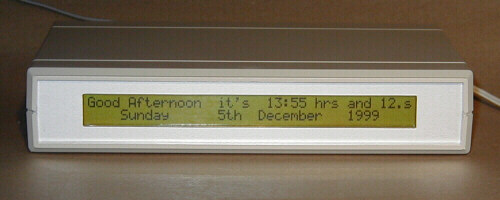 Good Afternoon it's 13:55 hrs and 12.s
Sunday 5th December 1999